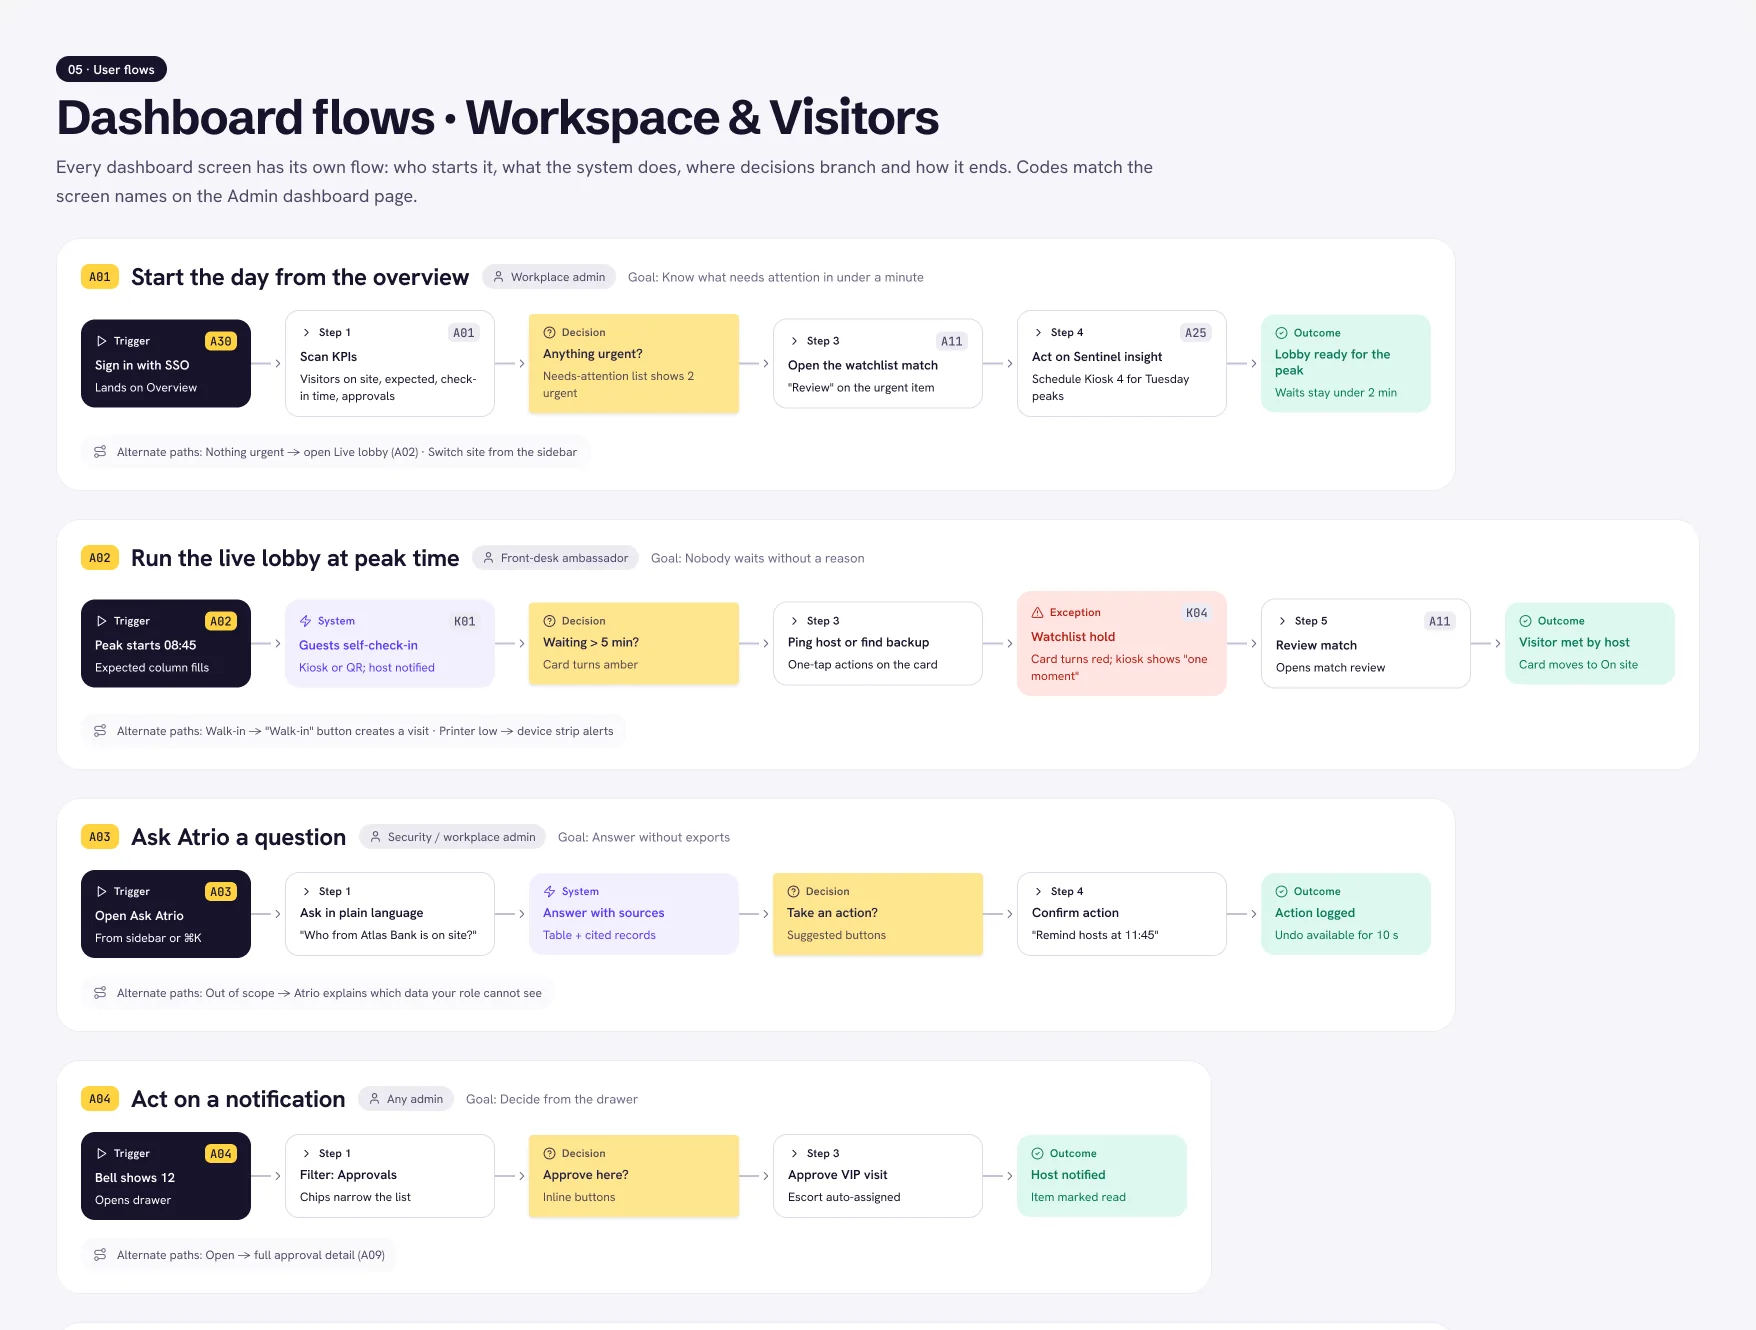 05 · User flows
Dashboard flows · Workspace & Visitors
Every dashboard screen has its own flow: who starts it, what the system does, where decisions branch and how it ends. Codes match the
screen names on the Admin dashboard page.
A01 Start the day from the overview Workplace admin Goal: Know what needs attention in under a minute
Trigger A30
Sign in with SSO
Lands on Overview
Step 1 A01
Scan KPIs
Visitors on site, expected, check-
in time, approvals
Decision
Anything urgent?
Needs-attention list shows 2
urgent
Step 3 A11
Open the watchlist match
"Review" on the urgent item
Step 4 A25
Act on Sentinel insight
Schedule Kiosk 4 for Tuesday
peaks
Outcome
Lobby ready for the
peak
Waits stay under 2 min
Alternate paths: Nothing urgent → open Live lobby (A02) · Switch site from the sidebar
A02 Run the live lobby at peak time Front-desk ambassador Goal: Nobody waits without a reason
Trigger A02
Peak starts 08:45
Expected column fills
System K01
Guests self-check-in
Kiosk or QR; host notified
Decision
Waiting > 5 min?
Card turns amber
Step 3
Ping host or find backup
One-tap actions on the card
Exception K04
Watchlist hold
Card turns red; kiosk shows "one
moment"
Step 5 A11
Review match
Opens match review
Outcome
Visitor met by host
Card moves to On site
Alternate paths: Walk-in → "Walk-in" button creates a visit · Printer low → device strip alerts
A03 Ask Atrio a question Security / workplace admin Goal: Answer without exports
Trigger A03
Open Ask Atrio
From sidebar or ⌘K
Step 1
Ask in plain language
"Who from Atlas Bank is on site?"
System
Answer with sources
Table + cited records
Decision
Take an action?
Suggested buttons
Step 4
Confirm action
"Remind hosts at 11:45"
Outcome
Action logged
Undo available for 10 s
Alternate paths: Out of scope → Atrio explains which data your role cannot see
A04 Act on a notification Any admin Goal: Decide from the drawer
Trigger A04
Bell shows 12
Opens drawer
Step 1
Filter: Approvals
Chips narrow the list
Decision
Approve here?
Inline buttons
Step 3
Approve VIP visit
Escort auto-assigned
Outcome
Host notified
Item marked read
Alternate paths: Open → full approval detail (A09)